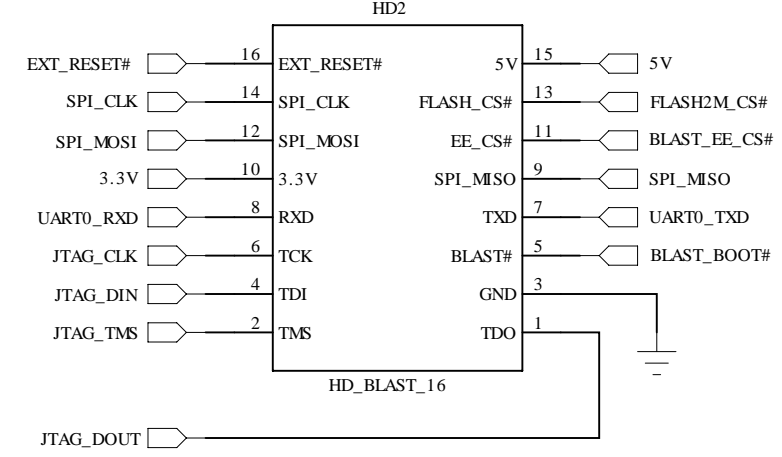 HD2
EXT_RESET# 16 EXT_RESET# 5V 15 5V
SPI_CLK 14 SPI_CLK FLASH_CS# 13 FLASH2M_CS#
SPI_MOSI 12 SPI_MOSI EE_CS# 11 BLAST_EE_CS#
3.3V 10 3.3V SPI_MISO 9 SPI_MISO
UART0_RXD 8 RXD TXD 7 UART0_TXD
JTAG_CLK 6 TCK BLAST# 5 BLAST_BOOT#
JTAG_DIN 4 TDI GND 3
JTAG_TMS 2 TMS TDO 1
HD_BLAST_16
JTAG_DOUT